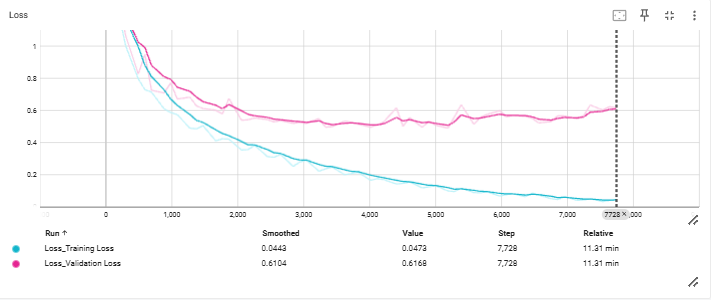 Loss
1
0.8
0.6
0.4
0.2
0 1,000 2,000 3,000 4,000 5,000 6,000 7,000 7728 × ,000
Run ↑ Smoothed Value Step Relative
Loss_Training Loss 0.0443 0.0473 7,728 11.31 min
Loss_Validation Loss 0.6104 0.6168 7,728 11.31 min